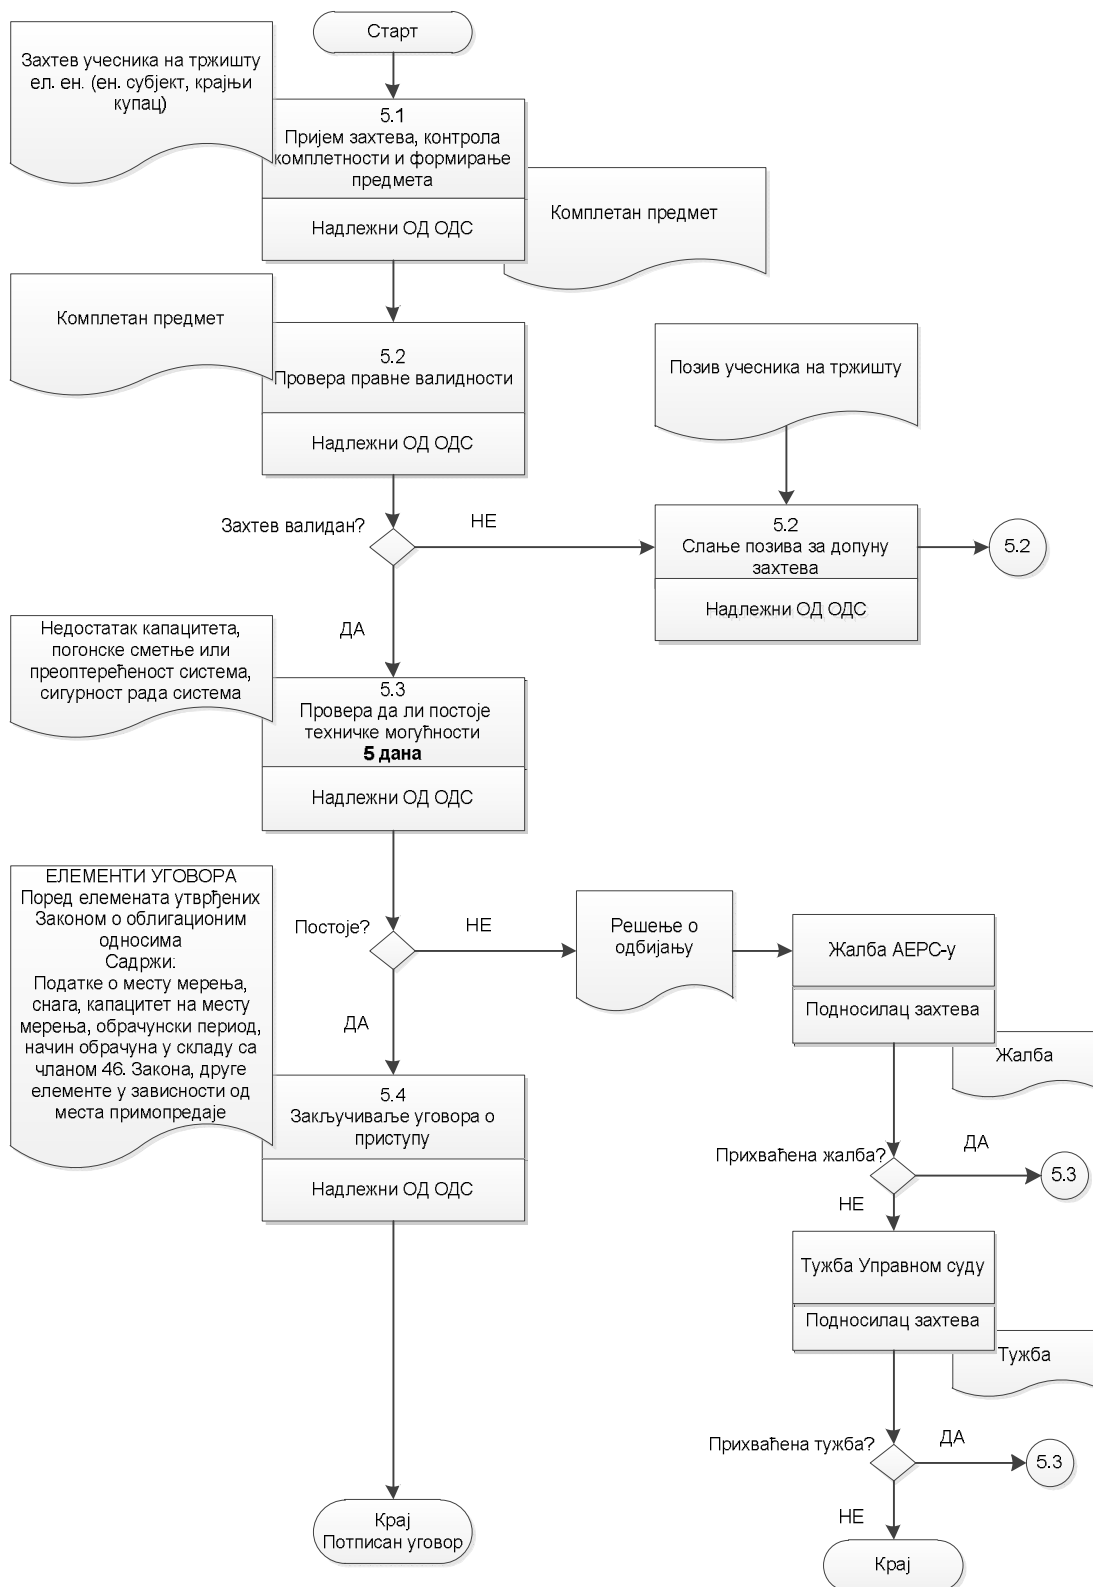 Старт
Захтев учесника на тржишту
ел. ен. (ен. субјект, крајњи
купац)
5.1
Пријем захтева, контрола
комплетности и формирање
предмета
Надлежни ОД ОДС
Комплетан предмет
Комплетан предмет
5.2
Провера правне валидности
Надлежни ОД ОДС
Позив учесника на тржишту
Захтев валидан?
НЕ
5.2
Слање позива за допуну
захтева
Надлежни ОД ОДС
5.2
ДА
Недостатак капацитета,
погонске сметње или
преоптерећеност система,
сигурност рада система
5.3
Провера да ли постоје
техничке могућности
5 дана
Надлежни ОД ОДС
ЕЛЕМЕНТИ УГОВОРА
Поред елемената утврђених
Законом о облигационим
односима
Садржи:
Податке о месту мерења,
снага, капацитет на месту
мерења, обрачунски период,
начин обрачуна у складу са
чланом 46. Закона, друге
елементе у зависности од
места примопредаје
Постоје?
НЕ
Решење о
одбијању
Жалба АЕРС-у
Подносилац захтева
Жалба
ДА
5.4
Закључиваље уговора о
приступу
Надлежни ОД ОДС
Прихваћена жалба?
ДА
5.3
НЕ
Тужба Управном суду
Подносилац захтева
Тужба
Прихваћена тужба?
ДА
5.3
НЕ
Крај
Потписан уговор
Крај